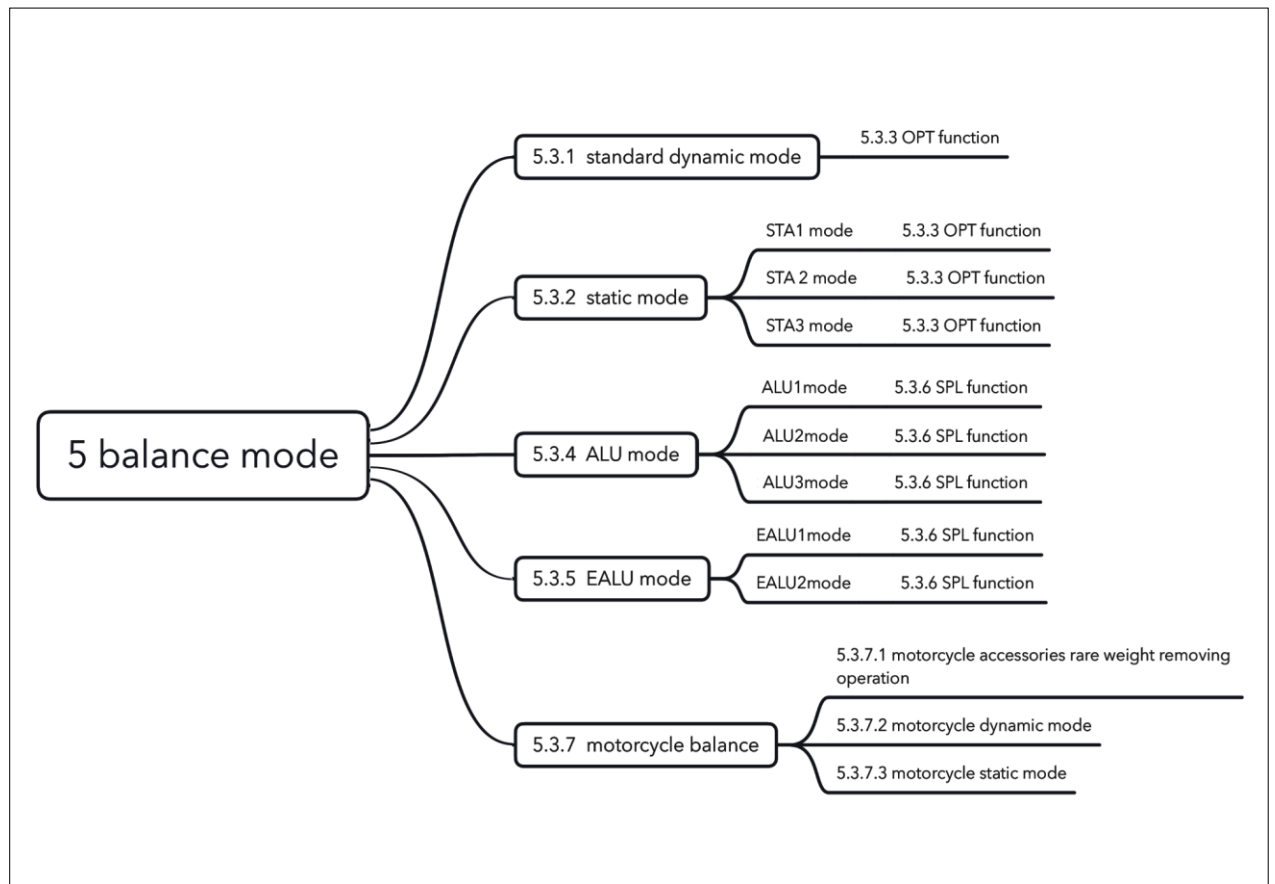 5.3.1 standard dynamic mode
5.3.3 OPT function
5.3.2 static mode
STA1 mode 5.3.3 OPT function
STA 2 mode 5.3.3 OPT function
STA3 mode 5.3.3 OPT function
5 balance mode
5.3.4 ALU mode
ALU1mode 5.3.6 SPL function
ALU2mode 5.3.6 SPL function
ALU3mode 5.3.6 SPL function
5.3.5 EALU mode
EALU1mode 5.3.6 SPL function
EALU2mode 5.3.6 SPL function
5.3.7 motorcycle balance
5.3.7.1 motorcycle accessories rare weight removing
operation
5.3.7.2 motorcycle dynamic mode
5.3.7.3 motorcycle static mode